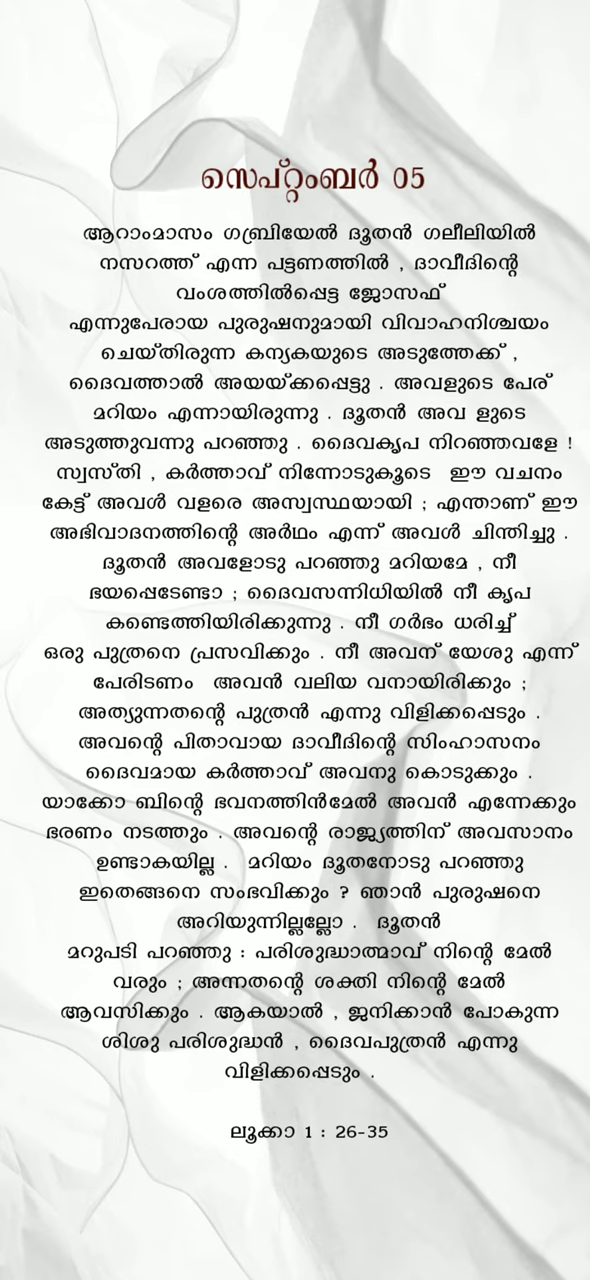 സെപ്റ്റംബർ 05
ആറാംമാസം ഗബ്രിയേൽ ദൂതൻ ഗലീലിയിൽ
നസറത്ത് എന്ന പട്ടണത്തിൽ , ദാവീദിന്റെ
വംശത്തിൽപ്പെട്ട ജോസഫ്
എന്നുപേരായ പുരുഷനുമായി വിവാഹനിശ്ചയം
ചെയ്തിരുന്ന കന്യകയുടെ അടുത്തേക്ക് ,
ദൈവത്താൽ അയയ്ക്കപ്പെട്ടു . അവളുടെ പേര്
മറിയം എന്നായിരുന്നു . ദൂതൻ അവ ളുടെ
അടുത്തുവന്നു പറഞ്ഞു . ദൈവകൃപ നിറഞ്ഞവളേ !
സ്വസ്തി , കർത്താവ് നിന്നോടുകൂടെ ഈ വചനം
കേട്ട് അവൾ വളരെ അസ്വസ്ഥയായി ; എന്താണ് ഈ
അഭിവാദനത്തിന്റെ അർഥം എന്ന് അവൾ ചിന്തിച്ചു .
ദൂതൻ അവളോടു പറഞ്ഞു മറിയമേ , നീ
ഭയപ്പെടേണ്ടാ ; ദൈവസന്നിധിയിൽ നീ കൃപ
കണ്ടെത്തിയിരിക്കുന്നു . നീ ഗർഭം ധരിച്ച്
ഒരു പുത്രനെ പ്രസവിക്കും . നീ അവന് യേശു എന്ന്
പേരിടണം അവൻ വലിയ വനായിരിക്കും ;
അത്യുന്നതന്റെ പുത്രൻ എന്നു വിളിക്കപ്പെടും .
അവന്റെ പിതാവായ ദാവീദിന്റെ സിംഹാസനം
ദൈവമായ കർത്താവ് അവനു കൊടുക്കും .
യാക്കോ ബിന്റെ ഭവനത്തിൻമേൽ അവൻ എന്നേക്കും
ഭരണം നടത്തും . അവന്റെ രാജ്യത്തിന് അവസാനം
ഉണ്ടാകയില്ല . മറിയം ദൂതനോടു പറഞ്ഞു
ഇതെങ്ങനെ സംഭവിക്കും ? ഞാൻ പുരുഷനെ
അറിയുന്നില്ലല്ലോ . ദൂതൻ
മറുപടി പറഞ്ഞു : പരിശുദ്ധാത്മാവ് നിന്റെ മേൽ
വരും ; അന്നതന്റെ ശക്തി നിന്റെ മേൽ
ആവസിക്കും . ആകയാൽ , ജനിക്കാൻ പോകുന്ന
ശിശു പരിശുദ്ധൻ , ദൈവപുത്രൻ എന്നു
വിളിക്കപ്പെടും .
ലൂക്കാ 1 : 26-35